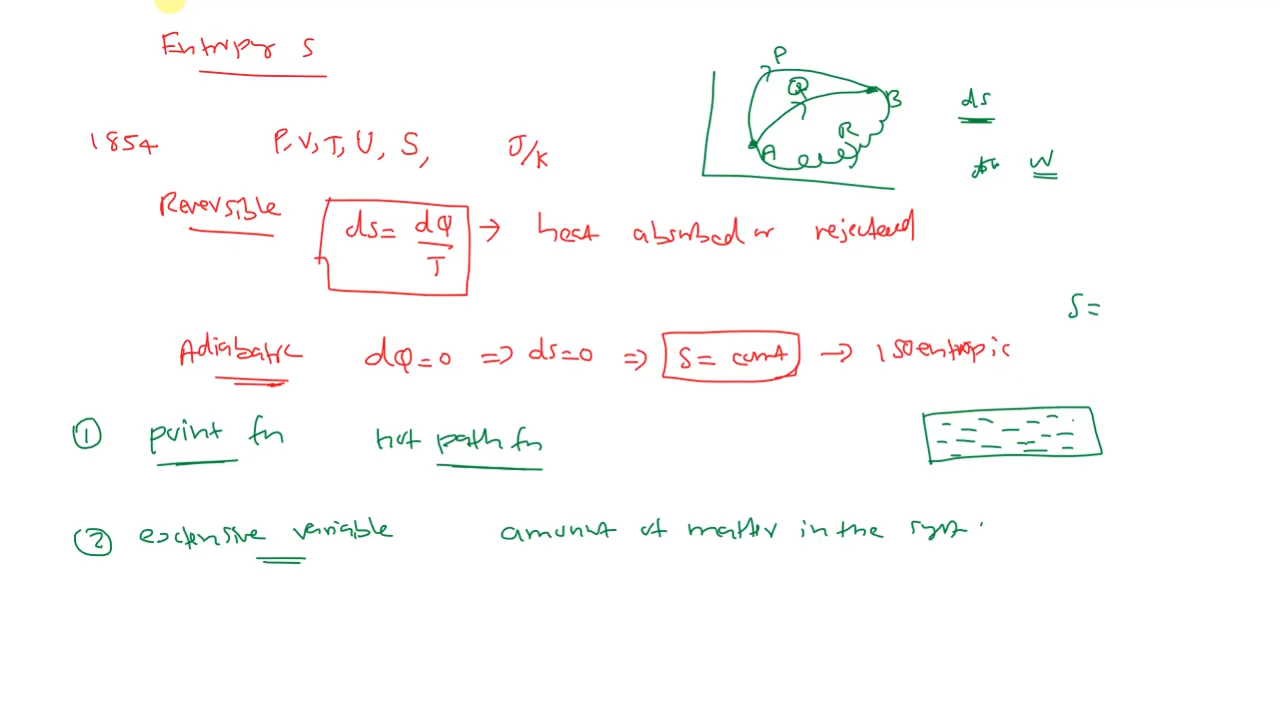 Entropy S
P
Q
B
R
A
ds
W
1854 P, V, T, U, S, J/K
Reversible ds = dQ/T → heat absorbed or rejected
S =
Adiabatic dQ = 0 => ds = 0 => S = const → isoentropic
① point fn not path fn
② extensive variable amount of matter in the syst